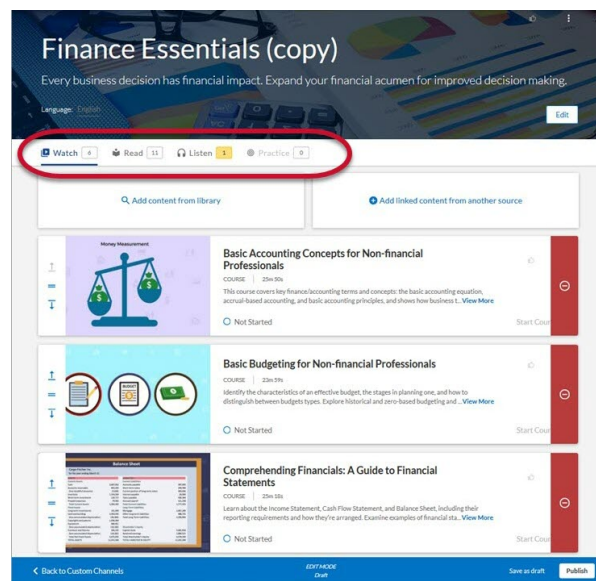 Finance Essentials (copy)
Every business decision has financial impact. Expand your financial acumen for improved decision making.
Language: English
Edit
Watch 6 Read 11 Listen 1 Practice 0
Add content from library
Add linked content from another source
Money Measurement
Basic Accounting Concepts for Non-financial
Professionals
COURSE | 25m 50s
This course covers key finance/accounting terms and concepts: the basic accounting equation,
accrual-based accounting, and basic accounting principles, and shows how business t... View More
Not Started
Start Cour
BUDGET
Basic Budgeting for Non-financial Professionals
COURSE | 23m 59s
Identify the characteristics of an effective budget, the stages in planning one, and how to
distinguish between budgets types. Explore historical and zero-based budgeting and ... View More
Not Started
Start Cour
Balance Sheet
Comprehending Financials: A Guide to Financial
Statements
COURSE | 25m 18s
Learn about the Income Statement, Cash Flow Statement, and Balance Sheet, including their
reporting requirements and how they're arranged. Examine examples of financial sta... View More
Not Started
Start Cour
Back to Custom Channels
EDIT MODE
Draft
Save as draft
Publish